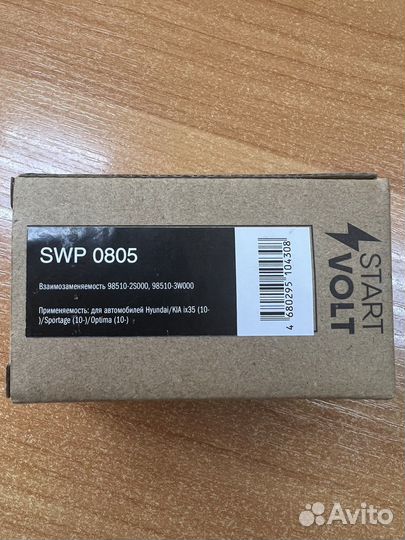 SWP 0805
Взаимозаменяемость 98510-2S000, 98510-3W000
Применяемость: для автомобилей Hyundai/KIA ix35 (10-
)/Sportage (10-)/Optima (10-)
4 680295 104308
START
VOLT
Avito